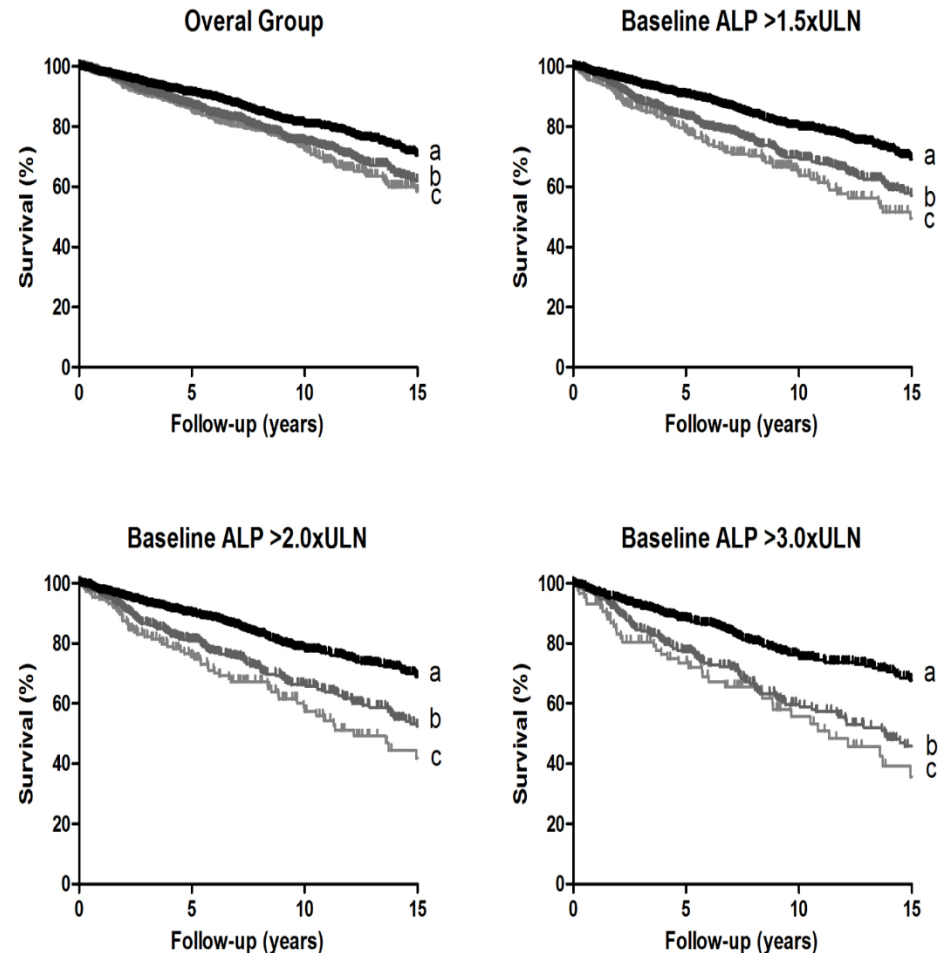 Overal Group
Survival (%)
100
80
60
40
20
0
a
b
c
0 5 10 15
Follow-up (years)
Baseline ALP >1.5xULN
Survival (%)
100
80
60
40
20
0
a
b
c
0 5 10 15
Follow-up (years)
Baseline ALP >2.0xULN
Survival (%)
100
80
60
40
20
0
a
b
c
0 5 10 15
Follow-up (years)
Baseline ALP >3.0xULN
Survival (%)
100
80
60
40
20
0
a
b
c
0 5 10 15
Follow-up (years)